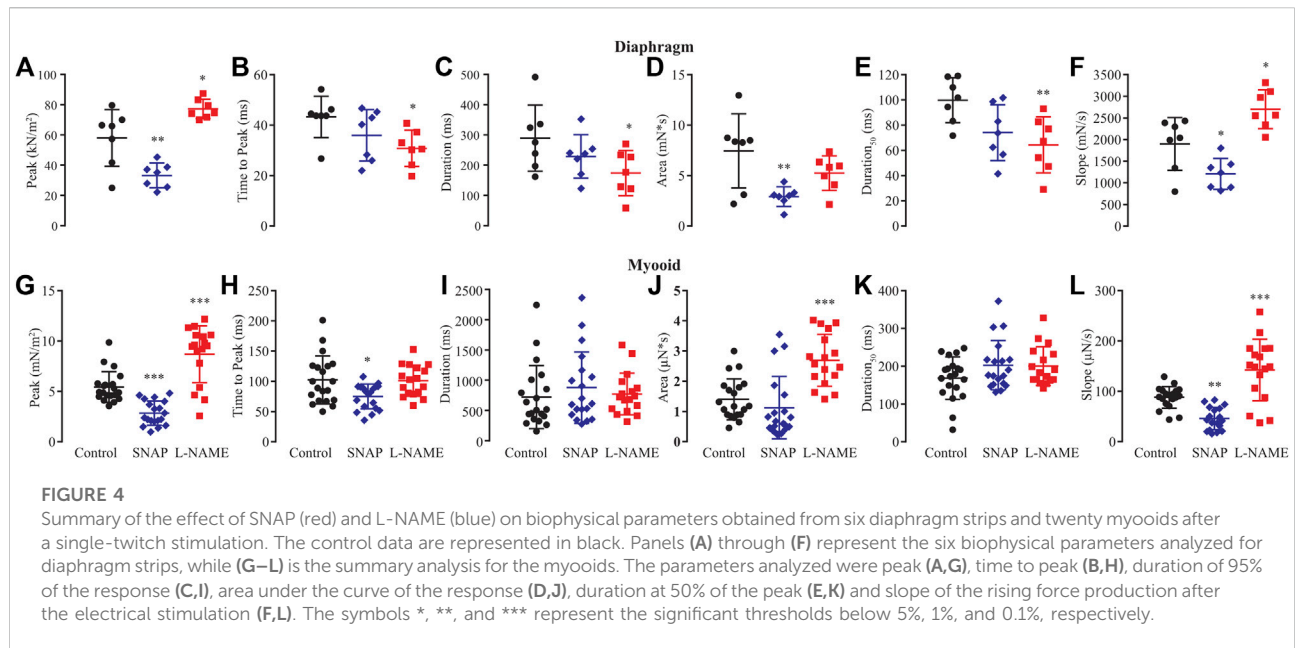 Diaphragm
A
Peak (kN/m²)
100
80
60
40
20
0
**
*
B
Time to Peak (ms)
60
40
20
0
*
C
Duration (ms)
500
400
300
200
100
0
*
D
Area (mN*s)
15
10
5
0
**
E
Duration₅₀ (ms)
120
100
80
60
40
20
0
**
F
Slope (mN/s)
3500
3000
2500
2000
1500
1000
500
0
*
*
Myooid
G
Peak (mN/m²)
15
10
5
0
***
***
Control SNAP L-NAME
H
Time to Peak (ms)
250
200
150
100
50
0
*
Control SNAP L-NAME
I
Duration (ms)
2500
2000
1500
1000
500
0
Control SNAP L-NAME
J
Area (µN*s)
5
4
3
2
1
0
***
Control SNAP L-NAME
K
Duration₅₀ (ms)
400
300
200
100
0
Control SNAP L-NAME
L
Slope (µN/s)
300
200
100
0
**
***
Control SNAP L-NAME
FIGURE 4
Summary of the effect of SNAP (red) and L-NAME (blue) on biophysical parameters obtained from six diaphragm strips and twenty myooids after
a single-twitch stimulation. The control data are represented in black. Panels (A) through (F) represent the six biophysical parameters analyzed for
diaphragm strips, while (G–L) is the summary analysis for the myooids. The parameters analyzed were peak (A,G), time to peak (B,H), duration of 95%
of the response (C,I), area under the curve of the response (D,J), duration at 50% of the peak (E,K) and slope of the rising force production after
the electrical stimulation (F,L). The symbols *, **, and *** represent the significant thresholds below 5%, 1%, and 0.1%, respectively.